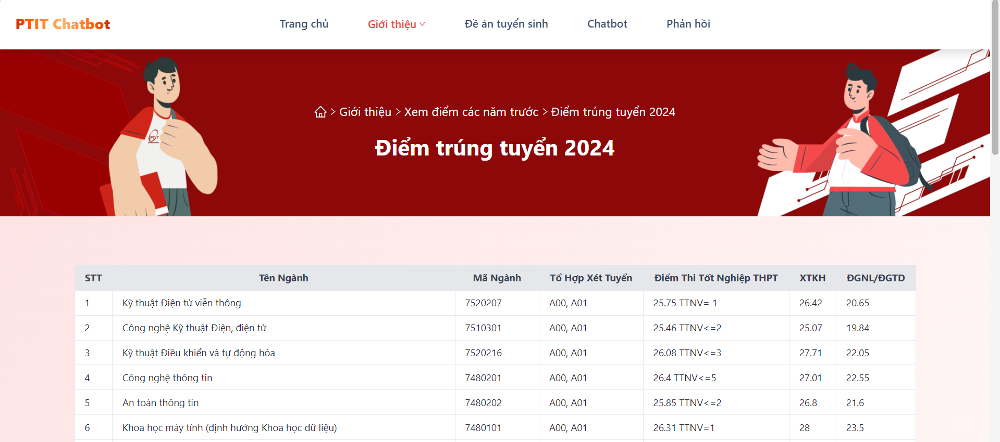 PTIT Chatbot Trang chủ Giới thiệu Đề án tuyển sinh Chatbot Phản hồi
Giới thiệu > Xem điểm các năm trước > Điểm trúng tuyển 2024
Điểm trúng tuyển 2024
PTIT
STT Tên Ngành Mã Ngành Tổ Hợp Xét Tuyển Điểm Thi Tốt Nghiệp THPT XTKH ĐGNL/ĐGTD
1 Kỹ thuật Điện tử viễn thông 7520207 A00, A01 25.75 TTNV= 1 26.42 20.65
2 Công nghệ Kỹ thuật Điện, điện tử 7510301 A00, A01 25.46 TTNV<=2 25.07 19.84
3 Kỹ thuật Điều khiển và tự động hóa 7520216 A00, A01 26.08 TTNV<=3 27.71 22.05
4 Công nghệ thông tin 7480201 A00, A01 26.4 TTNV<=5 27.01 22.55
5 An toàn thông tin 7480202 A00, A01 25.85 TTNV<=2 26.8 21.6
6 Khoa học máy tính (định hướng Khoa học dữ liệu) 7480101 A00, A01 26.31 TTNV=1 28 23.5